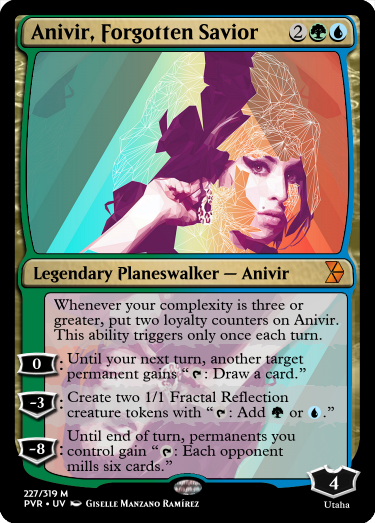 Anivir, Forgotten Savior 2
Legendary Planeswalker — Anivir
Whenever your complexity is three or
greater, put two loyalty counters on Anivir.
This ability triggers only once each turn.
0 : Until your next turn, another target
permanent gains “ : Draw a card.”
-3 : Create two 1/1 Fractal Reflection
creature tokens with “ : Add or .”
-8 : Until end of turn, permanents you
control gain “ : Each opponent
mills six cards.”
4
227/319 M
PVR • UV Giselle Manzano Ramírez
Utaha